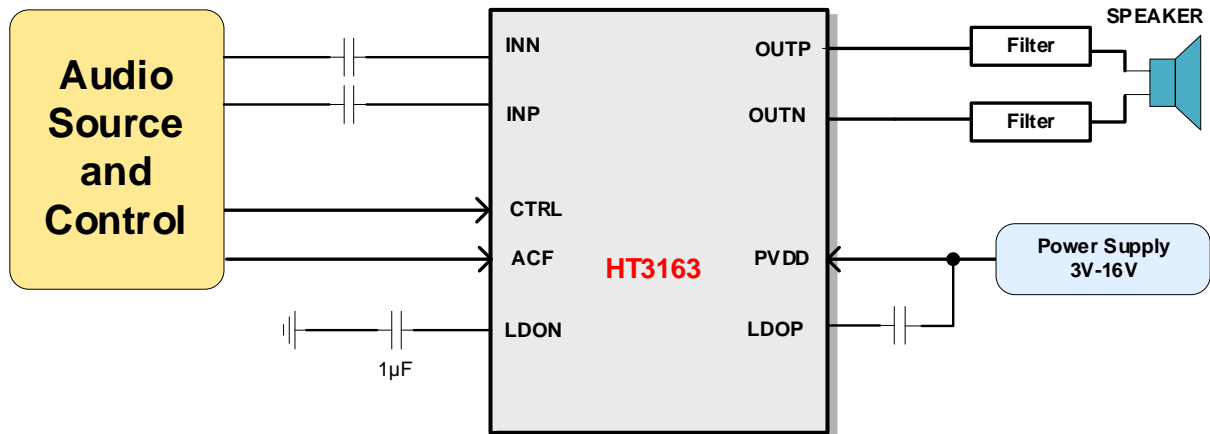 Audio
Source
and
Control
INN
INP
CTRL
ACF
LDON
1µF
HT3163
OUTP
OUTN
PVDD
LDOP
Filter
Filter
SPEAKER
Power Supply
3V-16V